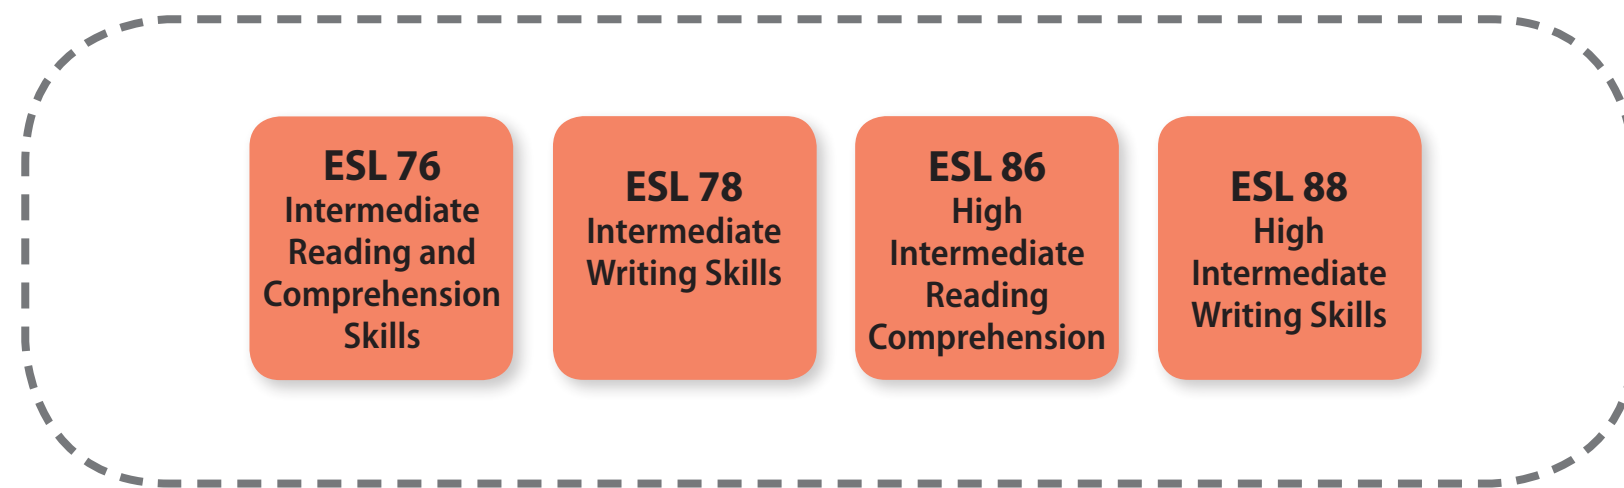 ESL 76
Intermediate
Reading and
Comprehension
Skills
ESL 78
Intermediate
Writing Skills
ESL 86
High
Intermediate
Reading
Comprehension
ESL 88
High
Intermediate
Writing Skills